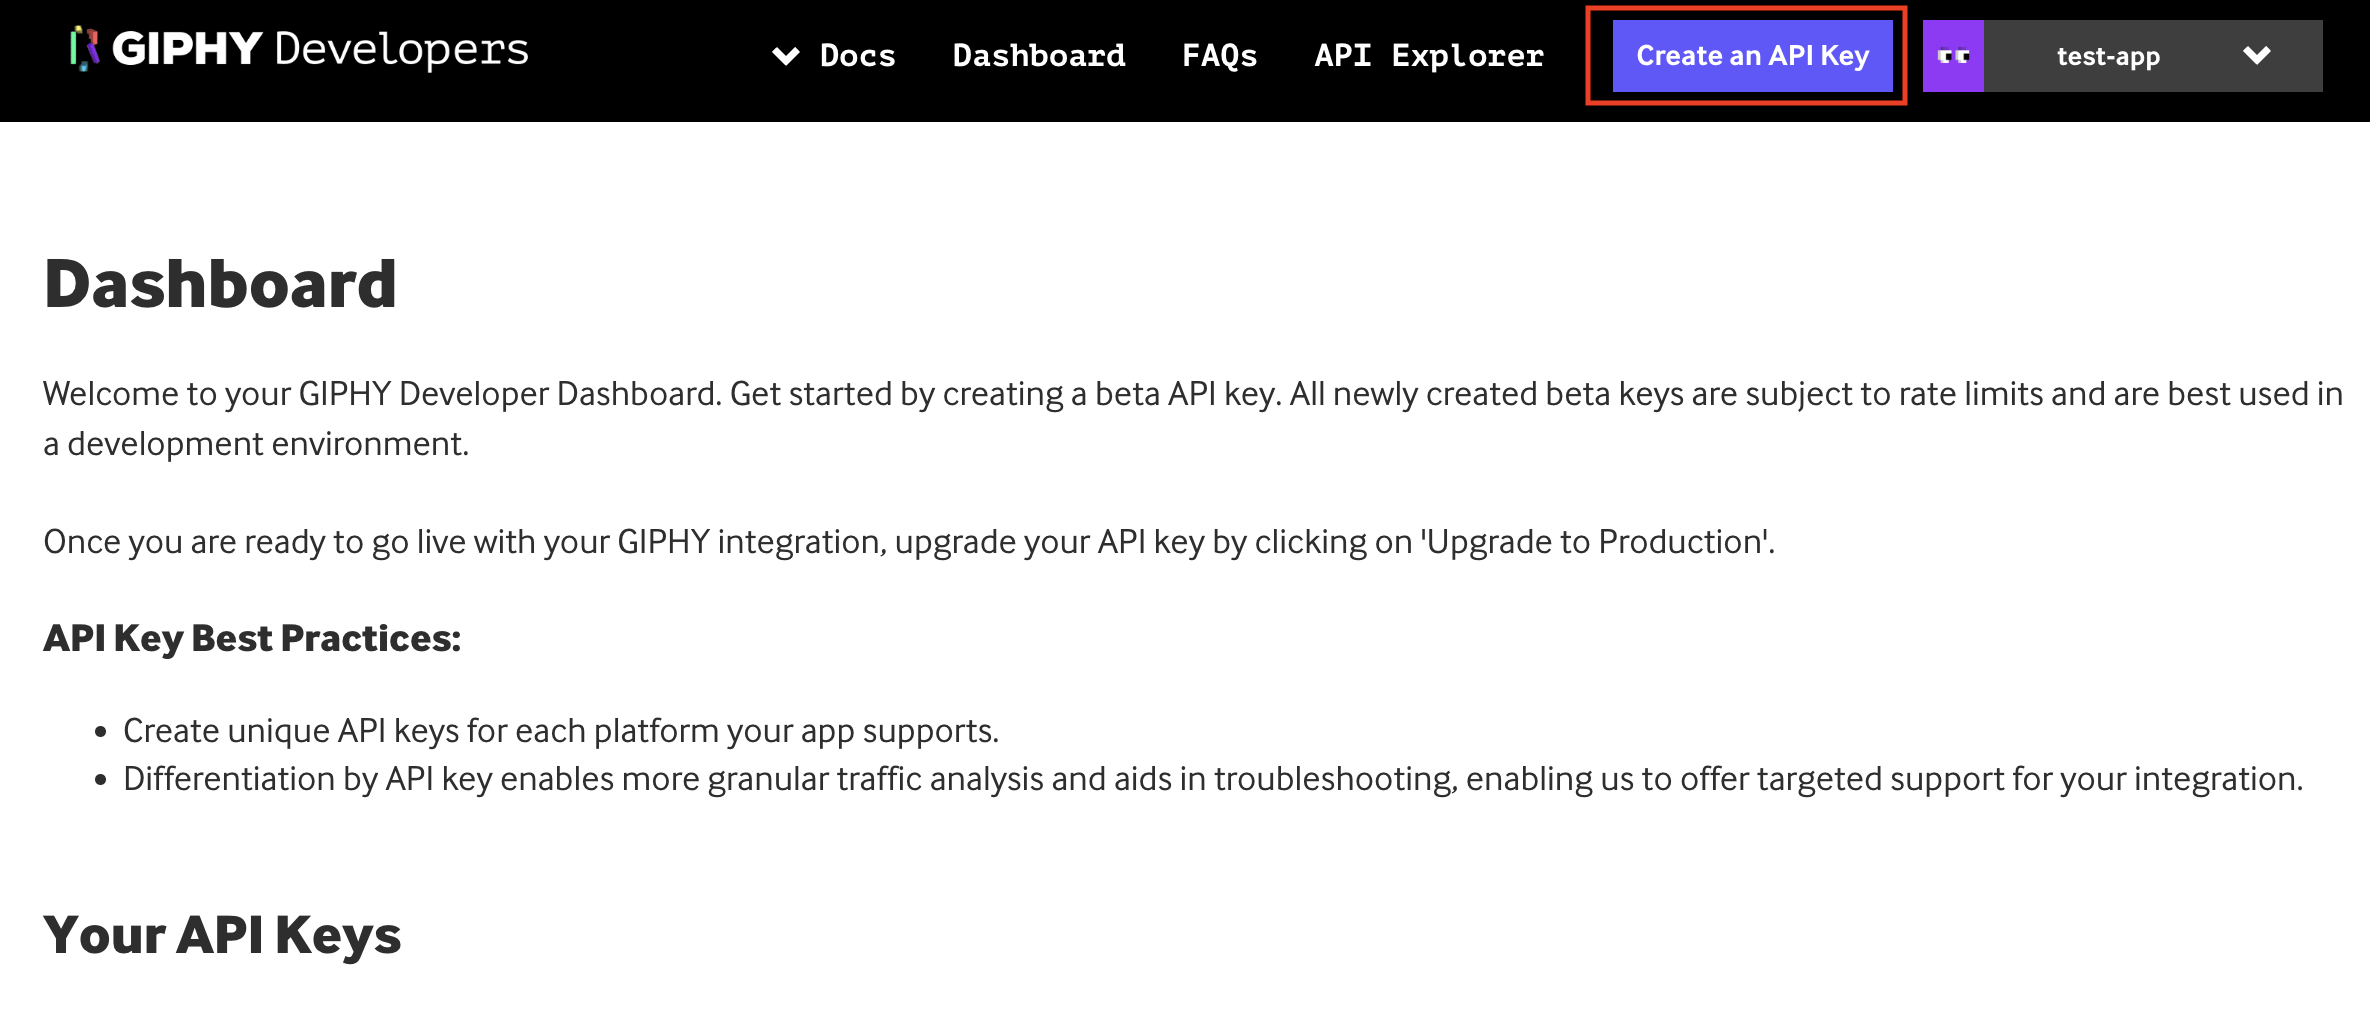 GIPHY Developers
Docs
Dashboard
FAQs
API Explorer
Create an API Key
test-app
Dashboard
Welcome to your GIPHY Developer Dashboard. Get started by creating a beta API key. All newly created beta keys are subject to rate limits and are best used in
a development environment.
Once you are ready to go live with your GIPHY integration, upgrade your API key by clicking on 'Upgrade to Production'.
API Key Best Practices:
• Create unique API keys for each platform your app supports.
• Differentiation by API key enables more granular traffic analysis and aids in troubleshooting, enabling us to offer targeted support for your integration.
Your API Keys